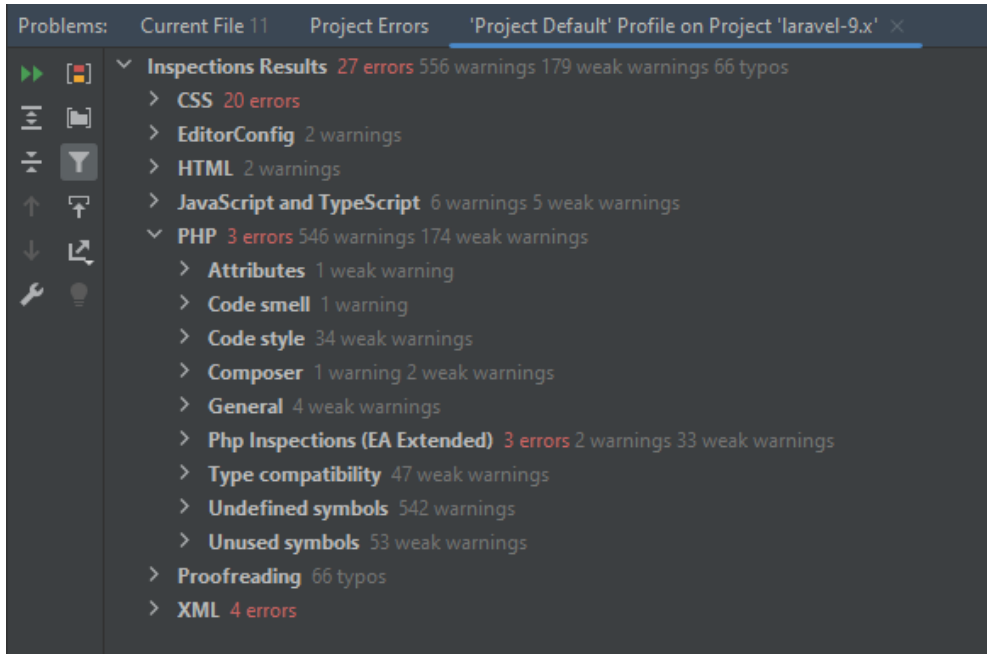 Problems: Current File 11 Project Errors 'Project Default' Profile on Project 'laravel-9.x'
Inspections Results 27 errors 556 warnings 179 weak warnings 66 typos
CSS 20 errors
EditorConfig 2 warnings
HTML 2 warnings
JavaScript and TypeScript 6 warnings 5 weak warnings
PHP 3 errors 546 warnings 174 weak warnings
Attributes 1 weak warning
Code smell 1 warning
Code style 34 weak warnings
Composer 1 warning 2 weak warnings
General 4 weak warnings
Php Inspections (EA Extended) 3 errors 2 warnings 33 weak warnings
Type compatibility 47 weak warnings
Undefined symbols 542 warnings
Unused symbols 53 weak warnings
Proofreading 66 typos
XML 4 errors